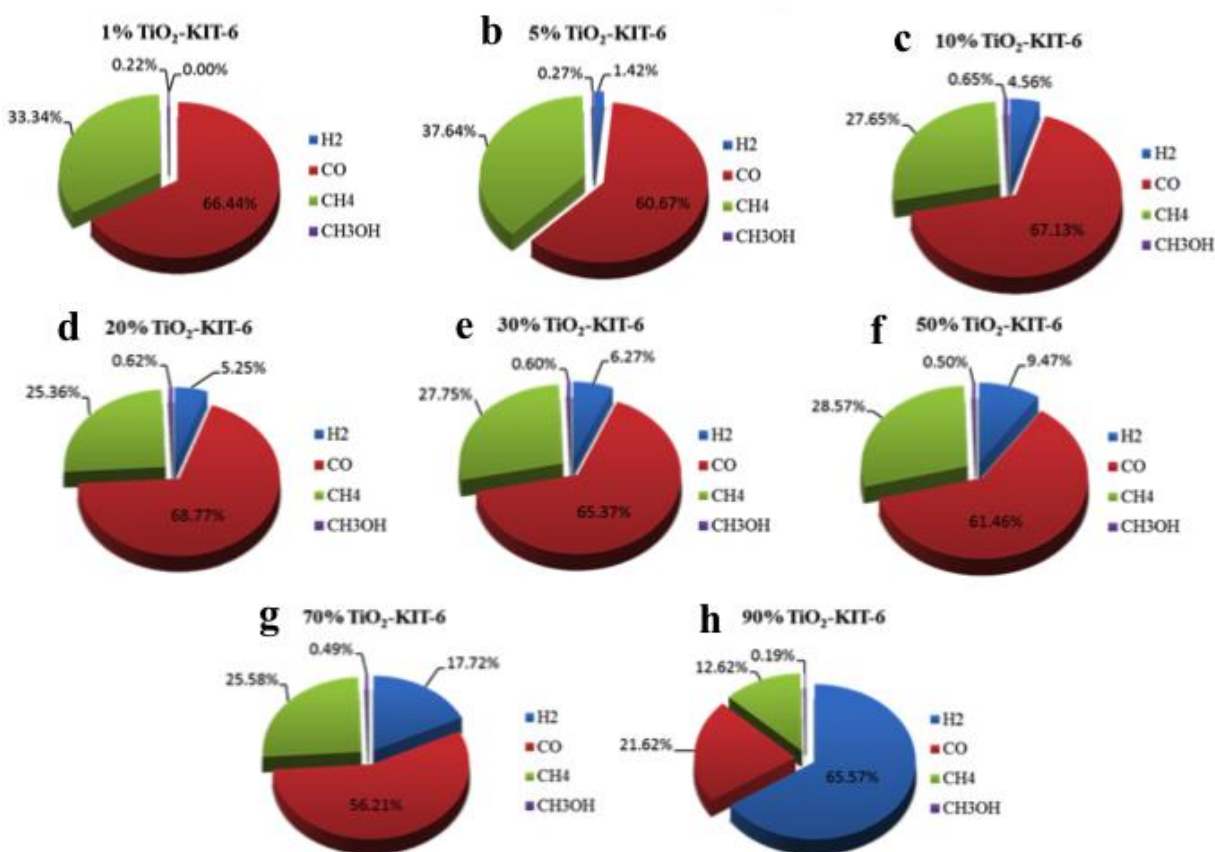 1% TiO₂-KIT-6
0.22%
0.00%
33.34%
66.44%
H2
CO
CH4
CH3OH
b
5% TiO₂-KIT-6
0.27%
1.42%
37.64%
60.67%
H2
CO
CH4
CH3OH
c
10% TiO₂-KIT-6
0.65%
4.56%
27.65%
67.13%
H2
CO
CH4
CH3OH
d
20% TiO₂-KIT-6
0.62%
5.25%
25.36%
68.77%
H2
CO
CH4
CH3OH
e
30% TiO₂-KIT-6
0.60%
6.27%
27.75%
65.37%
H2
CO
CH4
CH3OH
f
50% TiO₂-KIT-6
0.50%
9.47%
28.57%
61.46%
H2
CO
CH4
CH3OH
g
70% TiO₂-KIT-6
0.49%
17.72%
25.58%
56.21%
H2
CO
CH4
CH3OH
h
90% TiO₂-KIT-6
0.19%
12.62%
21.62%
65.57%
H2
CO
CH4
CH3OH